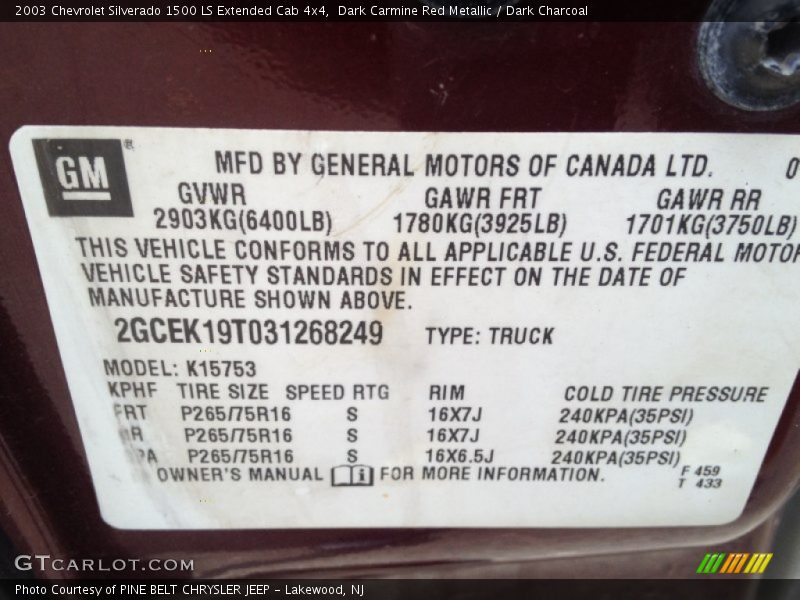 2003 Chevrolet Silverado 1500 LS Extended Cab 4x4, Dark Carmine Red Metallic / Dark Charcoal
GM®
MFD BY GENERAL MOTORS OF CANADA LTD. 0
GVWR GAWR FRT GAWR RR
2903KG(6400LB) 1780KG(3925LB) 1701KG(3750LB)
THIS VEHICLE CONFORMS TO ALL APPLICABLE U.S. FEDERAL MOTOR
VEHICLE SAFETY STANDARDS IN EFFECT ON THE DATE OF
MANUFACTURE SHOWN ABOVE.
2GCEK19T031268249 TYPE: TRUCK
MODEL: K15753
KPHF TIRE SIZE SPEED RTG RIM COLD TIRE PRESSURE
FRT P265/75R16 S 16X7J 240KPA(35PSI)
P265/75R16 S 16X7J 240KPA(35PSI)
P265/75R16 S 16X6.5J 240KPA(35PSI)
OWNER'S MANUAL i FOR MORE INFORMATION.
F 459
T 433
GTCARLOT.COM
Photo Courtesy of PINE BELT CHRYSLER JEEP - Lakewood, NJ